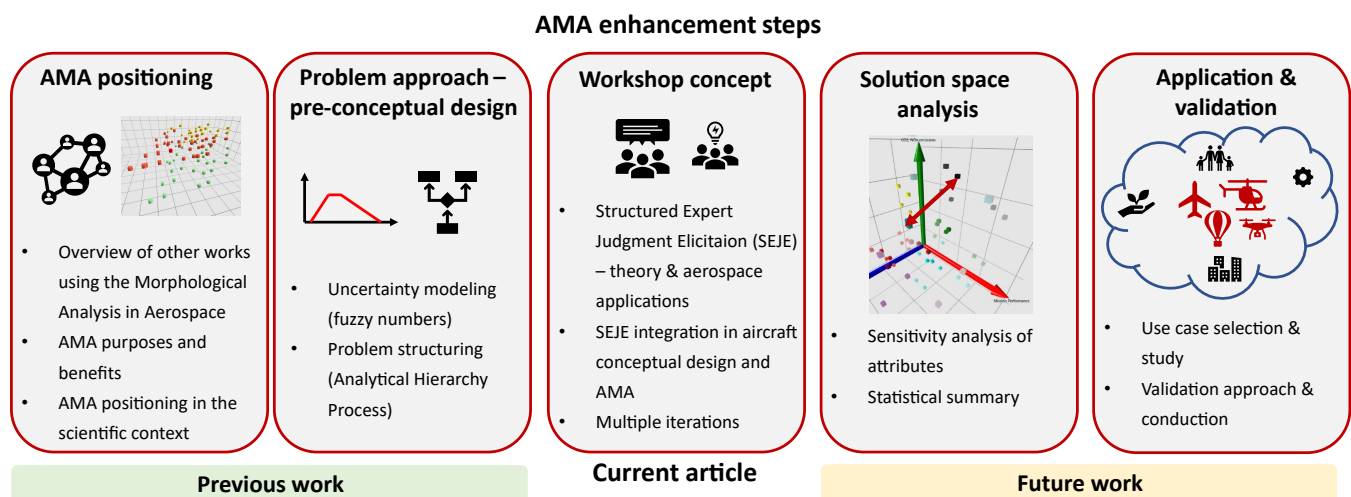 AMA enhancement steps
AMA positioning
Overview of other works
using the Morphological
Analysis in Aerospace
AMA purposes and
benefits
AMA positioning in the
scientific context
Problem approach –
pre-conceptual design
Uncertainty modeling
(fuzzy numbers)
Problem structuring
(Analytical Hierarchy
Process)
Workshop concept
Structured Expert
Judgment Elicitaion (SEJE)
– theory & aerospace
applications
SEJE integration in aircraft
conceptual design and
AMA
Multiple iterations
Solution space
analysis
Mission Performance
Sensitivity analysis of
attributes
Statistical summary
Application &
validation
Use case selection &
study
Validation approach &
conduction
Previous work
Current article
Future work